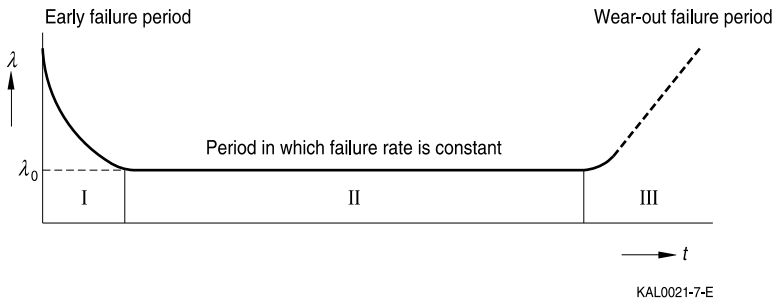 Early failure period
Wear-out failure period
λ
Period in which failure rate is constant
λ0
I
II
III
t
KAL0021-7-E